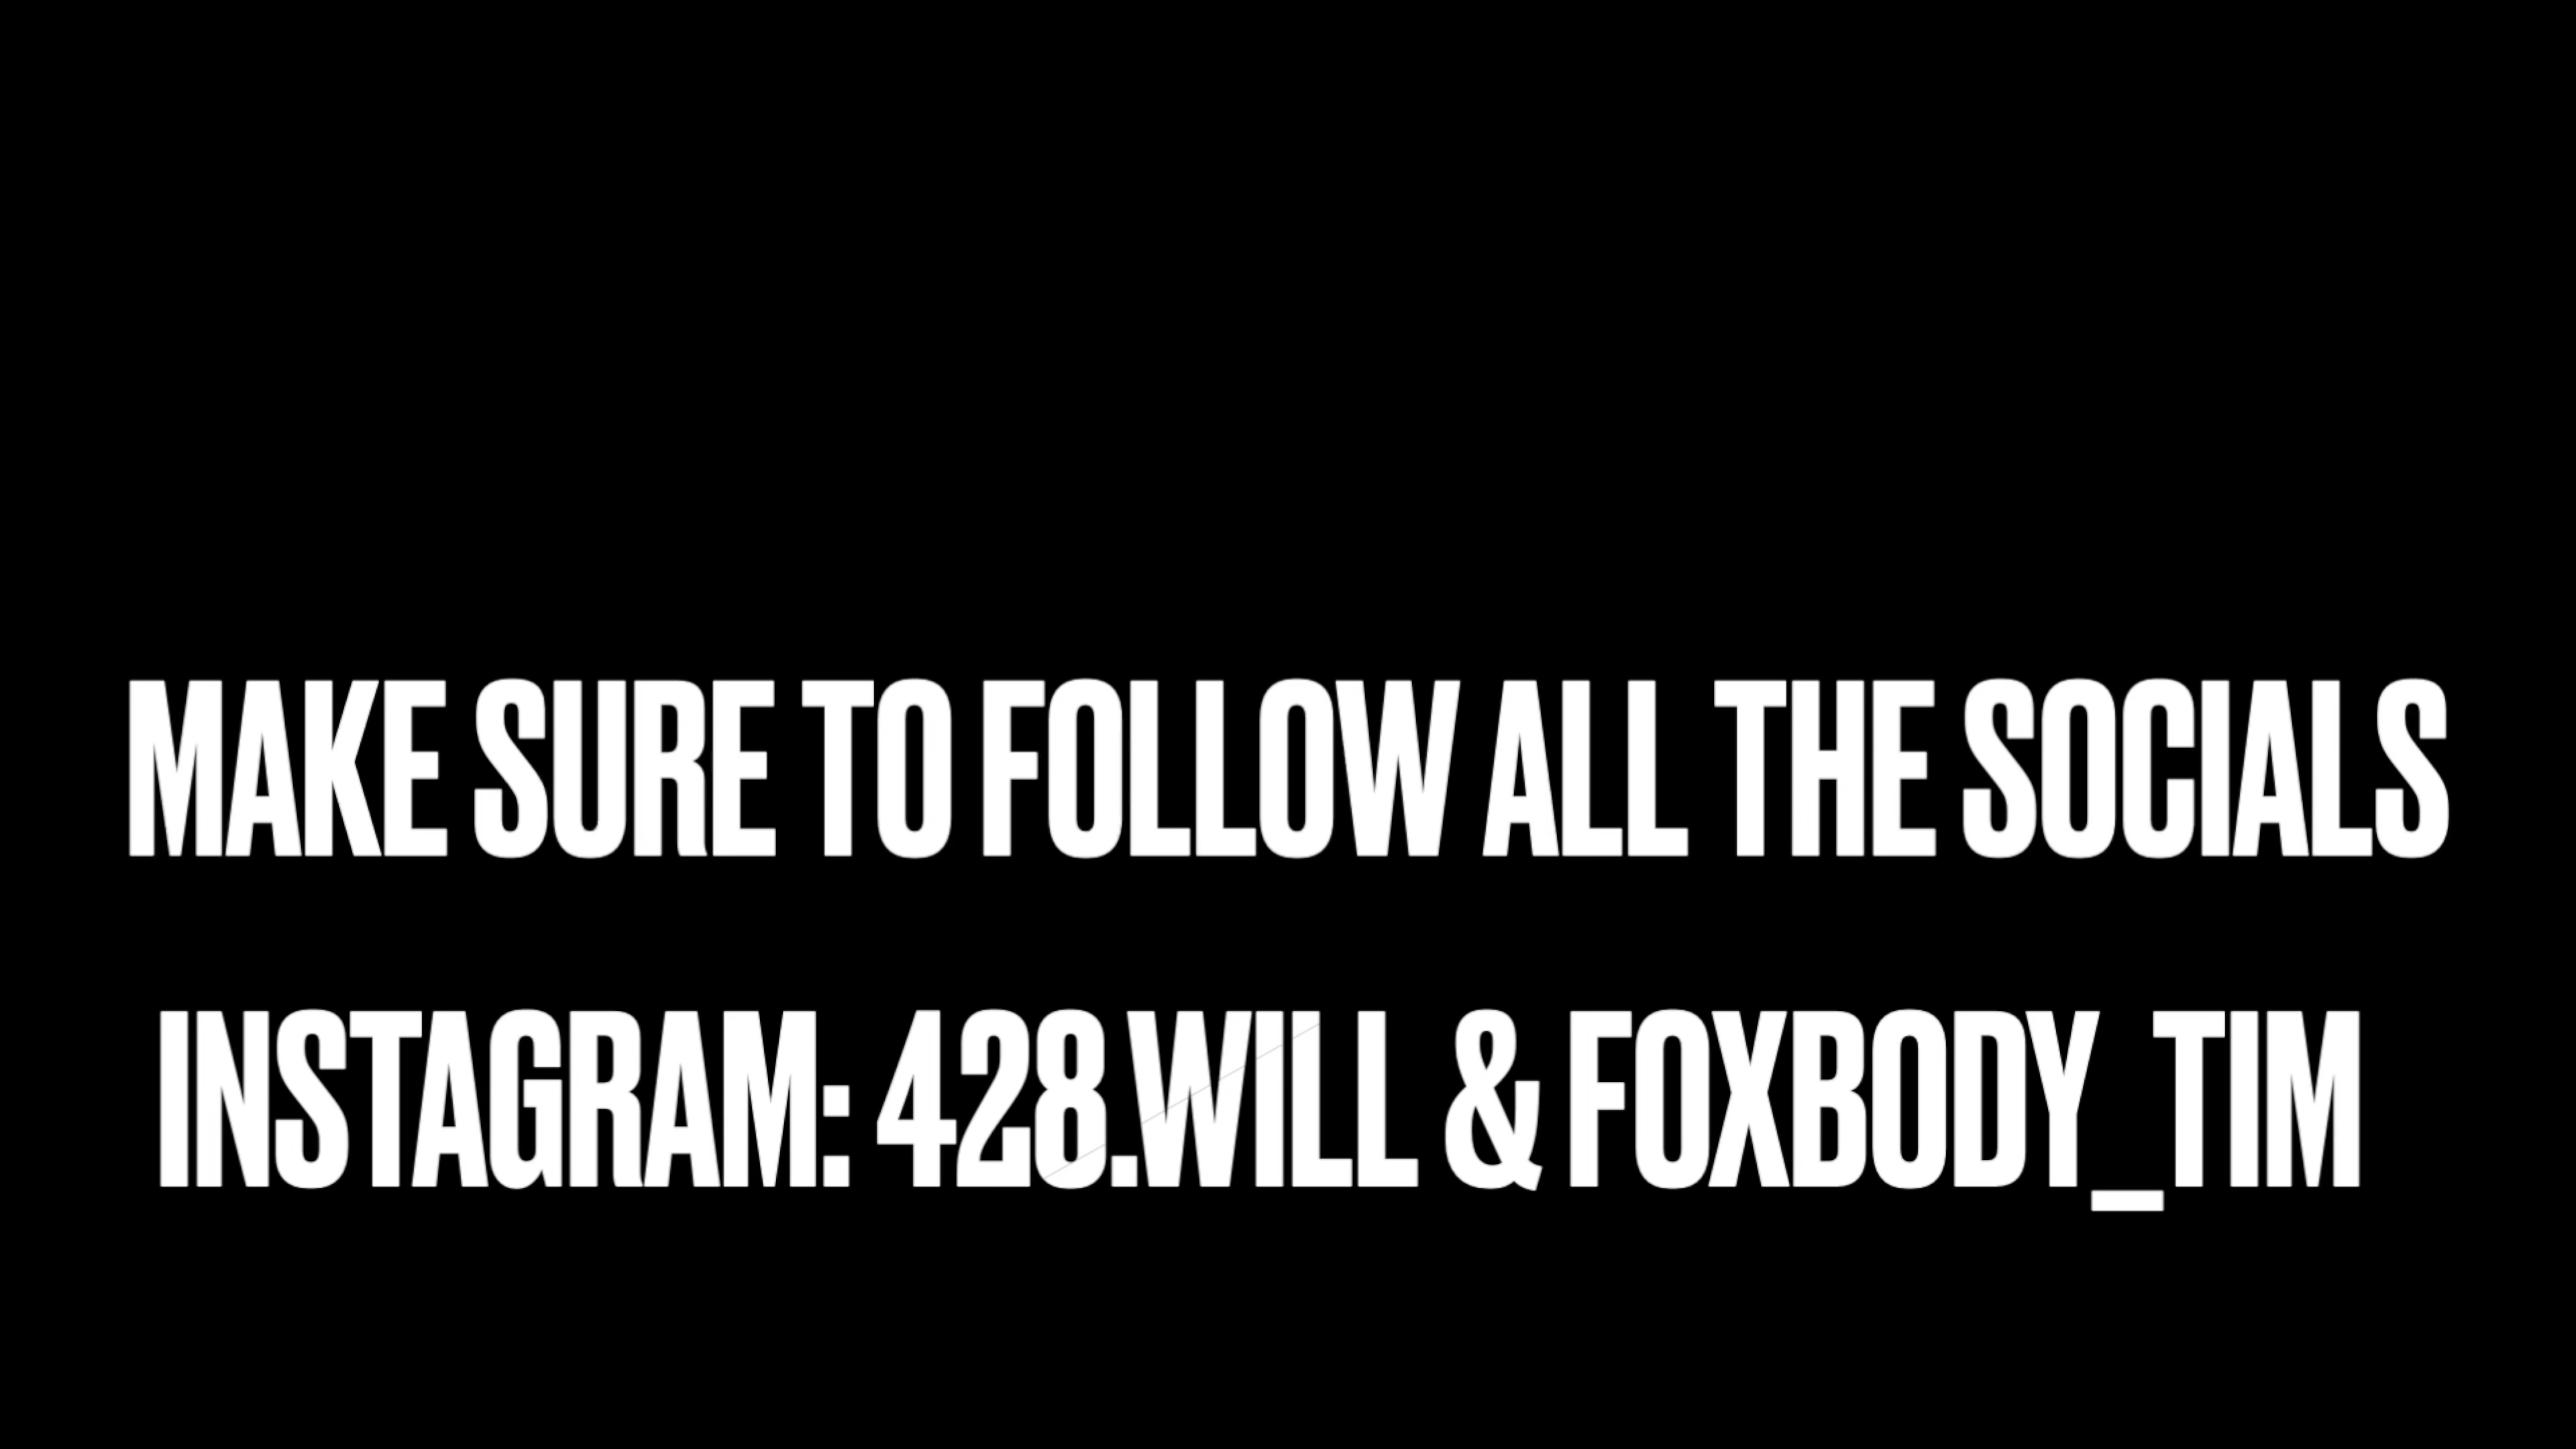 MAKE SURE TO FOLLOW ALL THE SOCIALS
INSTAGRAM: 428.WILL & FOXBODY_TIM